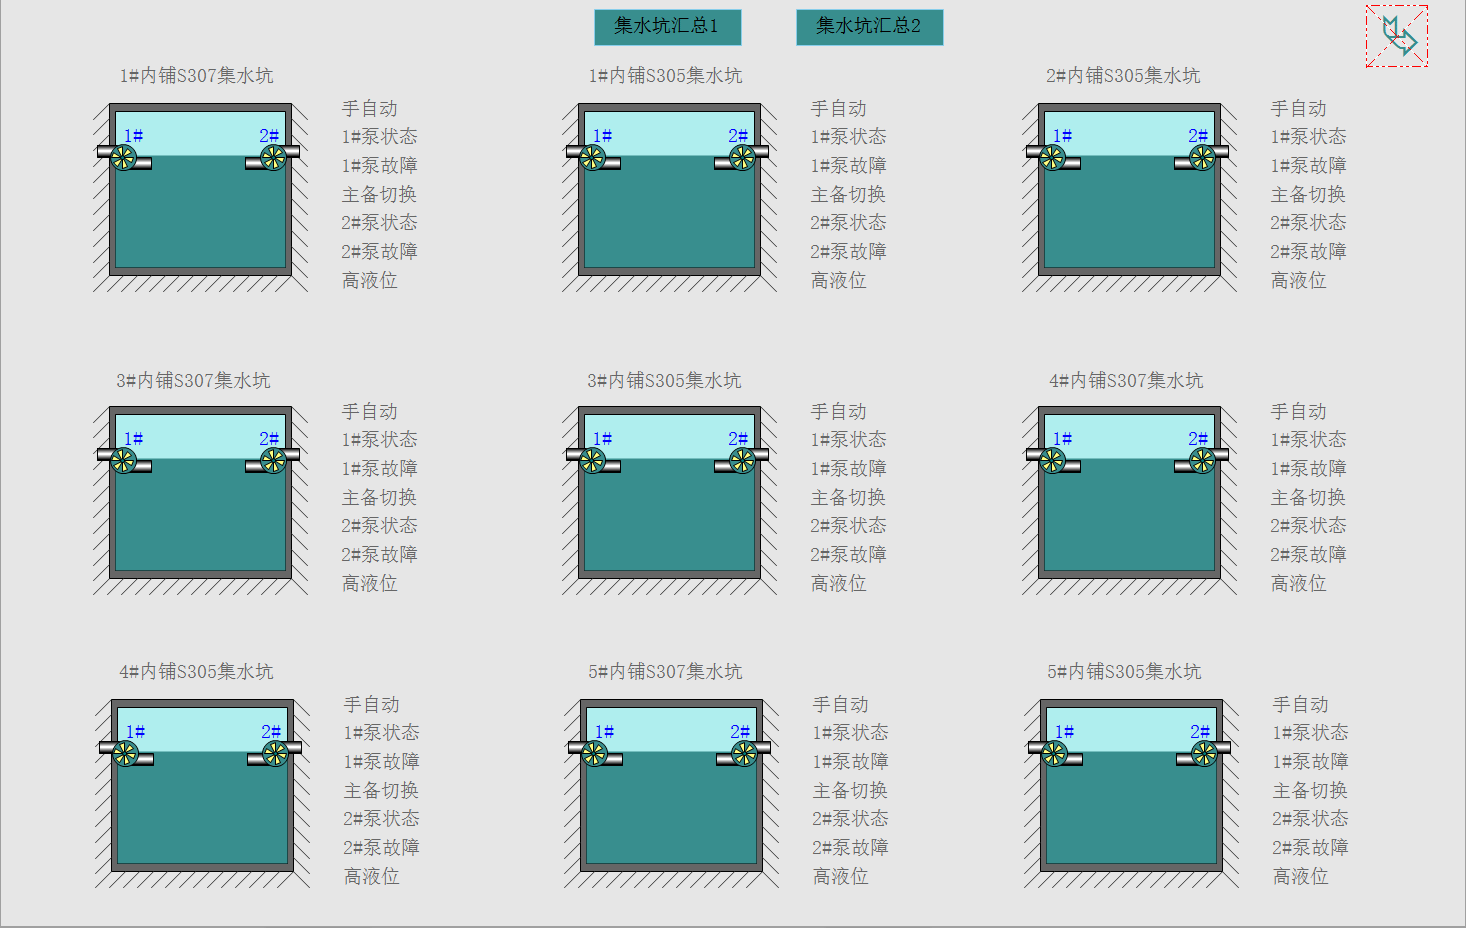 集水坑汇总1
集水坑汇总2
1#内铺S307集水坑
1#
2#
手自动
1#泵状态
1#泵故障
主备切换
2#泵状态
2#泵故障
高液位
1#内铺S305集水坑
1#
2#
手自动
1#泵状态
1#泵故障
主备切换
2#泵状态
2#泵故障
高液位
2#内铺S305集水坑
1#
2#
手自动
1#泵状态
1#泵故障
主备切换
2#泵状态
2#泵故障
高液位
3#内铺S307集水坑
1#
2#
手自动
1#泵状态
1#泵故障
主备切换
2#泵状态
2#泵故障
高液位
3#内铺S305集水坑
1#
2#
手自动
1#泵状态
1#泵故障
主备切换
2#泵状态
2#泵故障
高液位
4#内铺S307集水坑
1#
2#
手自动
1#泵状态
1#泵故障
主备切换
2#泵状态
2#泵故障
高液位
4#内铺S305集水坑
1#
2#
手自动
1#泵状态
1#泵故障
主备切换
2#泵状态
2#泵故障
高液位
5#内铺S307集水坑
1#
2#
手自动
1#泵状态
1#泵故障
主备切换
2#泵状态
2#泵故障
高液位
5#内铺S305集水坑
1#
2#
手自动
1#泵状态
1#泵故障
主备切换
2#泵状态
2#泵故障
高液位